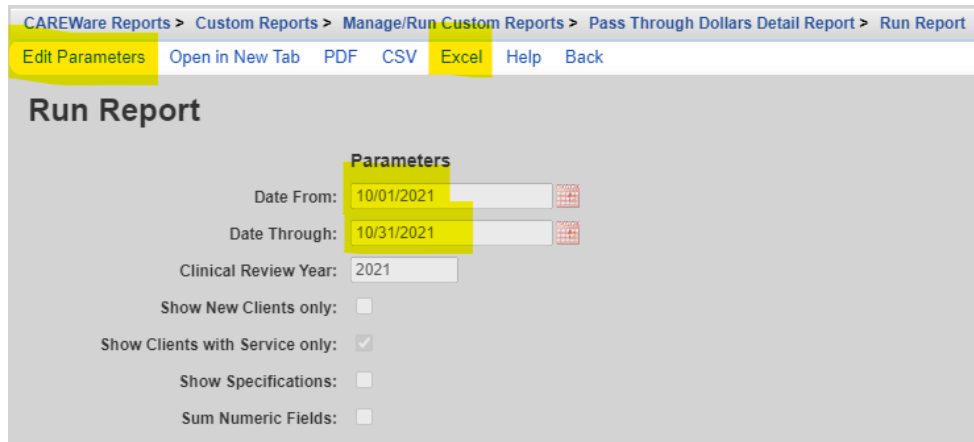 CAREWare Reports > Custom Reports > Manage/Run Custom Reports > Pass Through Dollars Detail Report > Run Report
Edit Parameters Open in New Tab PDF CSV Excel Help Back
Run Report
Parameters
Date From: 10/01/2021
Date Through: 10/31/2021
Clinical Review Year: 2021
Show New Clients only:
Show Clients with Service only:
Show Specifications:
Sum Numeric Fields: